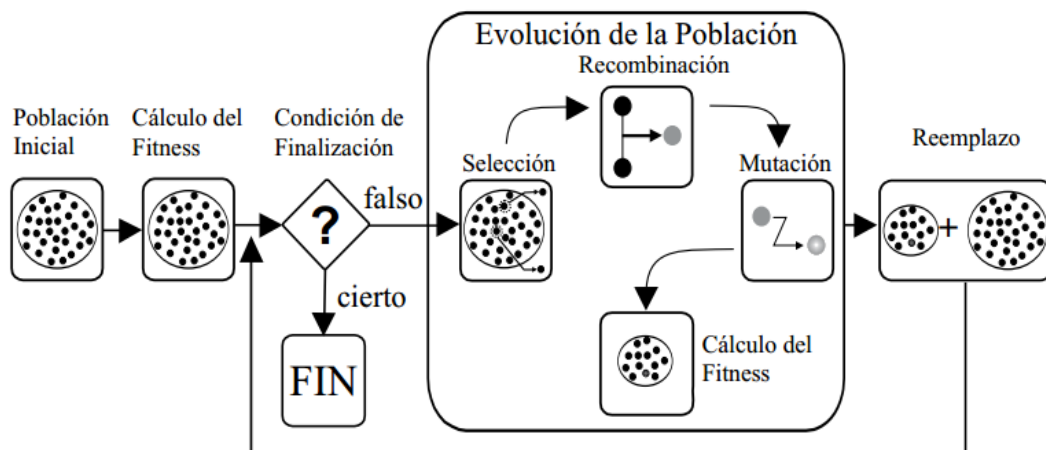 Evolución de la Población
Recombinación
Población
Inicial
Cálculo del
Fitness
Condición de
Finalización
Selección
Mutación
Reemplazo
?
falso
cierto
FIN
+
Cálculo del
Fitness